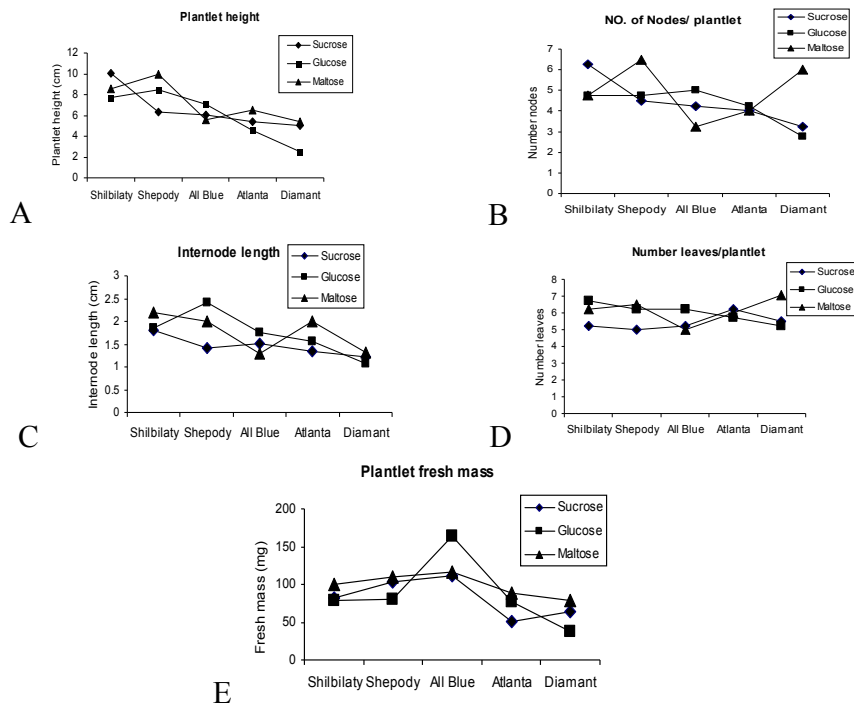 Plantlet height
Plantlet height (cm)
12
10
8
6
4
2
0
Sucrose
Glucose
Maltose
Shilbilaty Shepody All Blue Atlanta Diamant
A
NO. of Nodes/ plantlet
Number nodes
7
6
5
4
3
2
1
0
Sucrose
Glucose
Maltose
Shilbilaty Shepody All Blue Atlanta Diamant
B
Internode length
Internode length (cm)
3
2.5
2
1.5
1
0.5
0
Sucrose
Glucose
Maltose
Shilbilaty Shepody All Blue Atlanta Diamant
C
Number leaves/plantlet
Number leaves
8
7
6
5
4
3
2
1
0
Sucrose
Glucose
Maltose
Shilbilaty Shepody All Blue Atlanta Diamant
D
Plantlet fresh mass
Fresh mass (mg)
200
150
100
50
0
Sucrose
Glucose
Maltose
Shilbilaty Shepody All Blue Atlanta Diamant
E